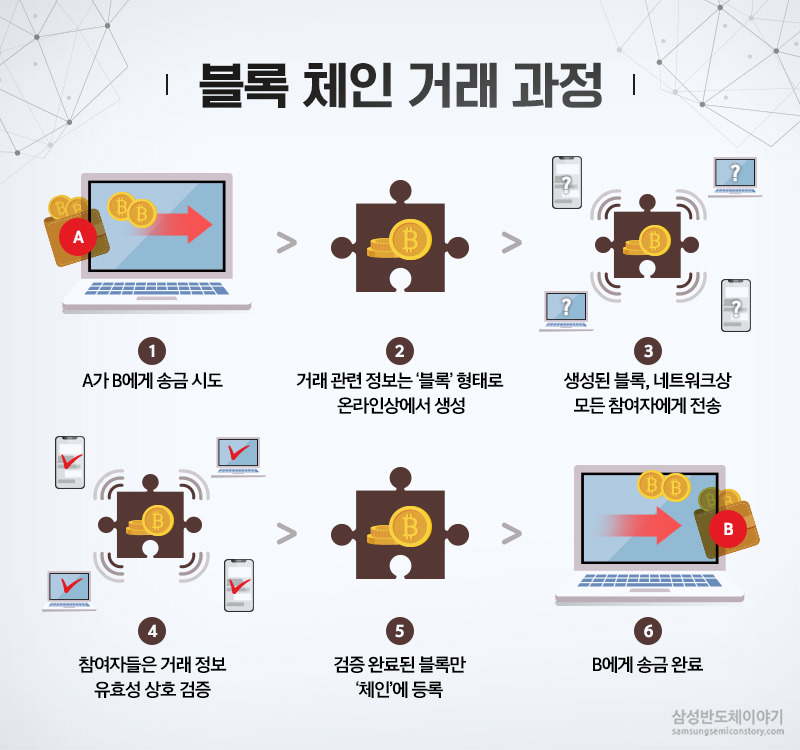 블록 체인 거래 과정
A
1
A가 B에게 송금 시도
2
거래 관련 정보는 ‘블록’ 형태로
온라인상에서 생성
?
?
?
?
3
생성된 블록, 네트워크상
모든 참여자에게 전송
4
참여자들은 거래 정보
유효성 상호 검증
5
검증 완료된 블록만
‘체인’에 등록
B
6
B에게 송금 완료
삼성반도체이야기
samsungsemiconstory.com